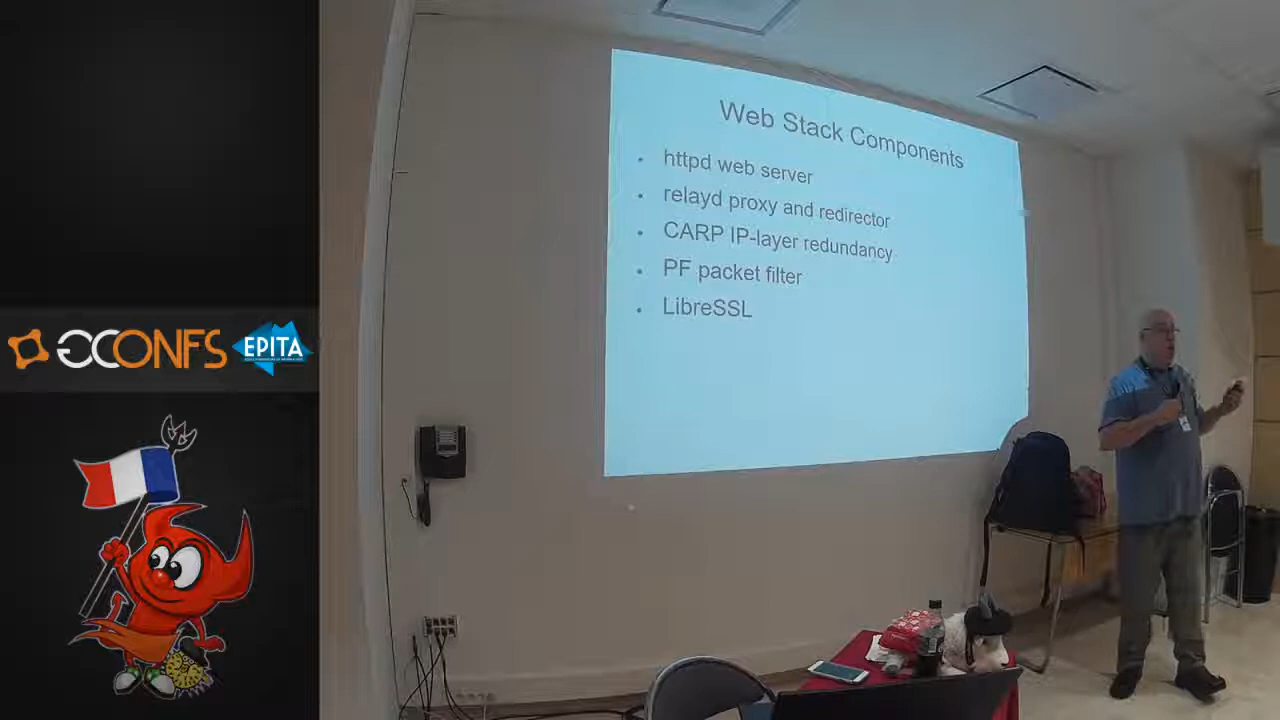 Web Stack Components
• httpd web server
• relayd proxy and redirector
• CARP IP-layer redundancy
• PF packet filter
• LibreSSL
GCONFS
EPITA